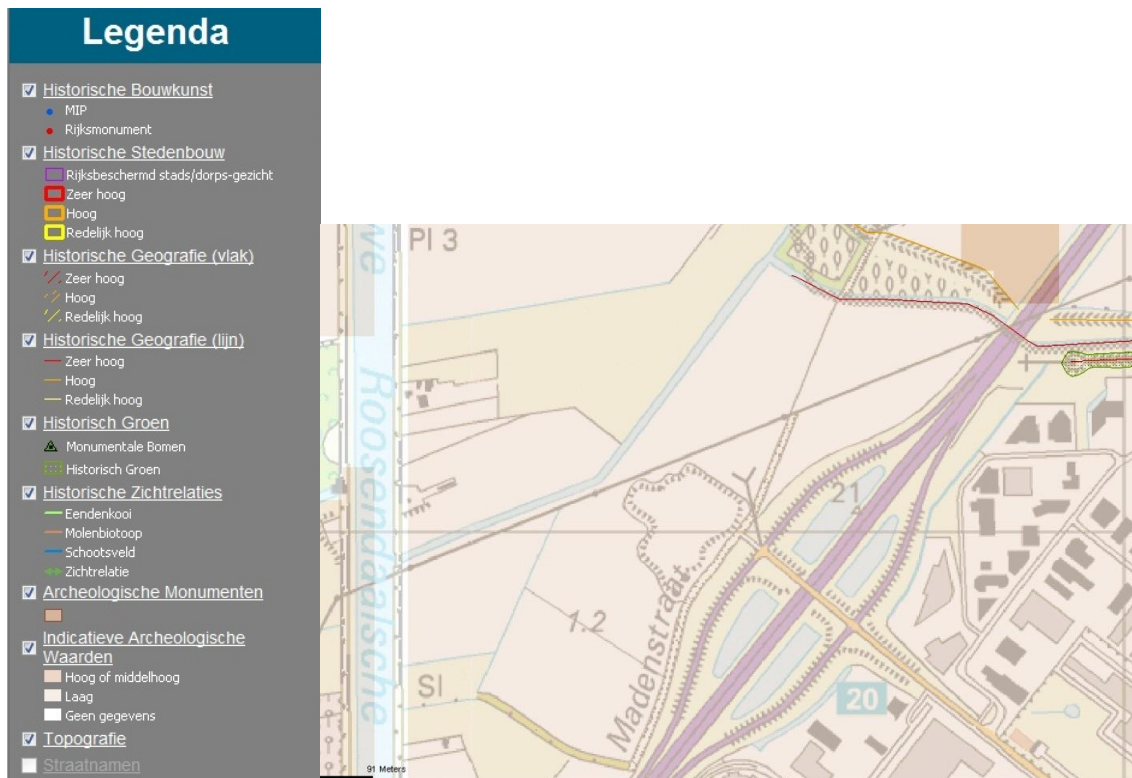 Legenda
Historische Bouwkunst
MIP
Rijksmonument
Historische Stedenbouw
Rijksbeschermd stads/dorps-gezicht
Zeer hoog
Hoog
Redelijk hoog
Historische Geografie (vlak)
Zeer hoog
Hoog
Redelijk hoog
Historische Geografie (lijn)
Zeer hoog
Hoog
Redelijk hoog
Historisch Groen
Monumentale Bomen
Historisch Groen
Historische Zichtrelaties
Eendenkooi
Molenbiotoop
Schootsveld
Zichtrelatie
Archeologische Monumenten
Indicatieve Archeologische
Waarden
Hoog of middelhoog
Laag
Geen gegevens
Topografie
Straatnamen
we
Roosendaalsche
Pl 3
21
4
1.2
Madenstraat
Sl
20
91 Meters